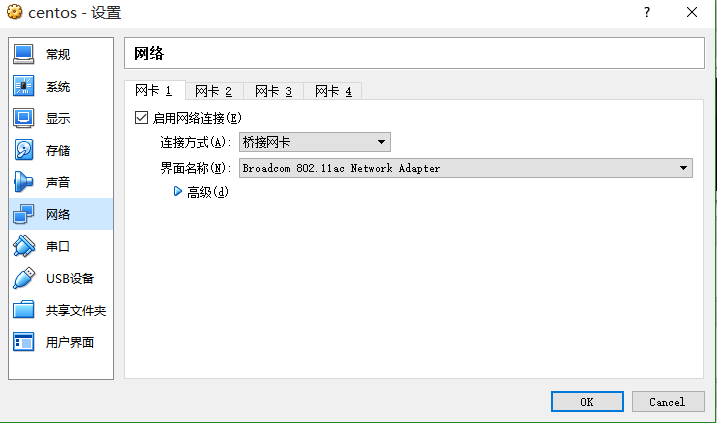 centos - 设置
?
常规
系统
显示
存储
声音
网络
串口
USB设备
共享文件夹
用户界面
网络
网卡 1 网卡 2 网卡 3 网卡 4
启用网络连接(E)
连接方式(A): 桥接网卡
界面名称(N): Broadcom 802.11ac Network Adapter
高级(d)
OK Cancel